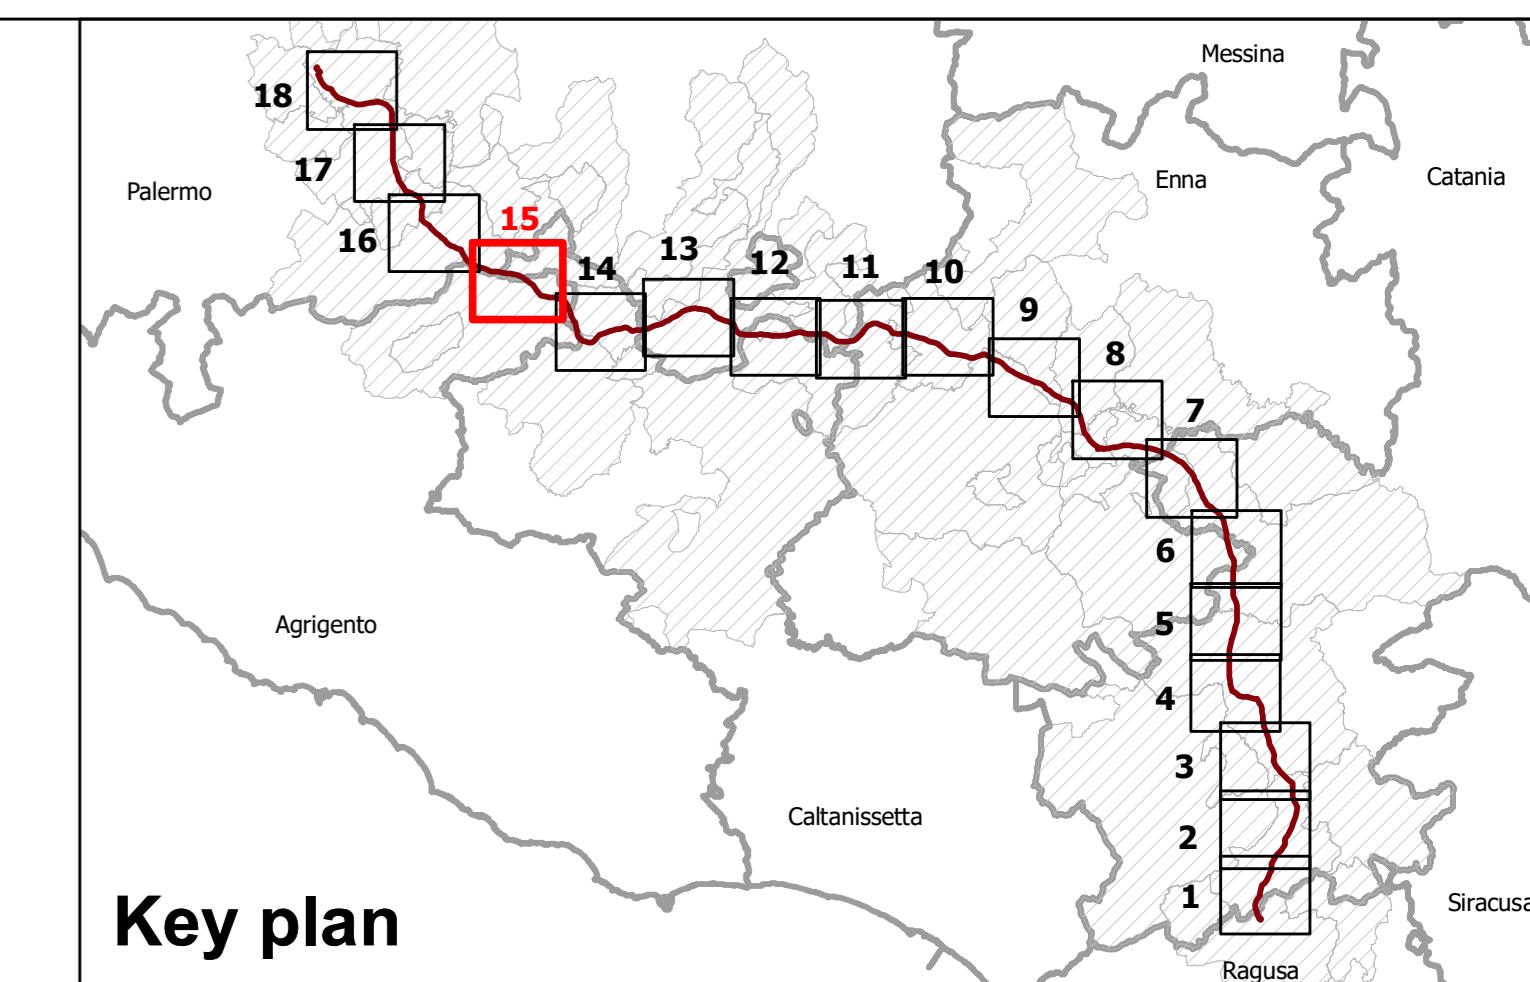 Messina
18
17
Palermo
Enna
Catania
15
16
13
12
11
10
14
9
8
7
6
5
Agrigento
4
3
Caltanissetta
2
1
Siracusa
Key plan
Ragusa